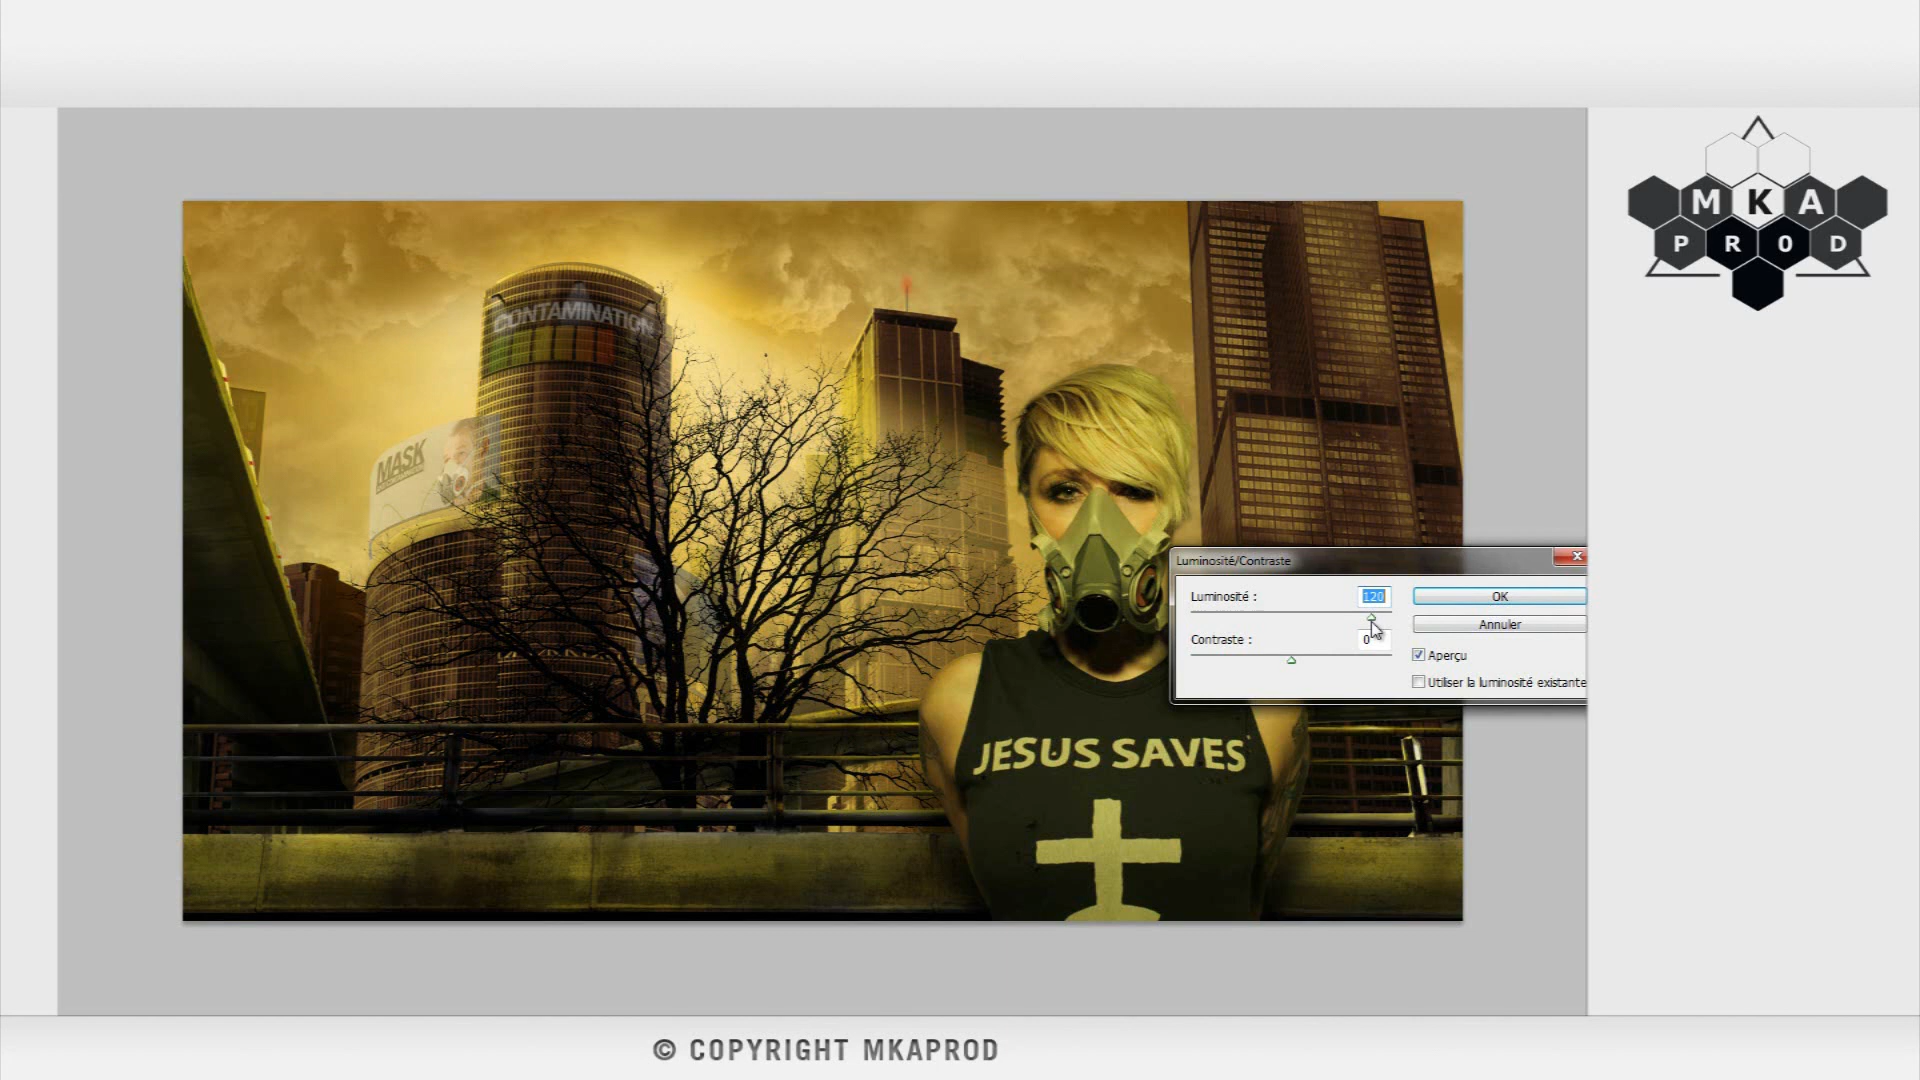 M K A
P R O D
CONTAMINATION
MASK
Luminosité/Contraste
Luminosité :
120
OK
Contraste :
0
Annuler
Aperçu
Utiliser la luminosité existante
JESUS SAVES
© COPYRIGHT MKAPROD